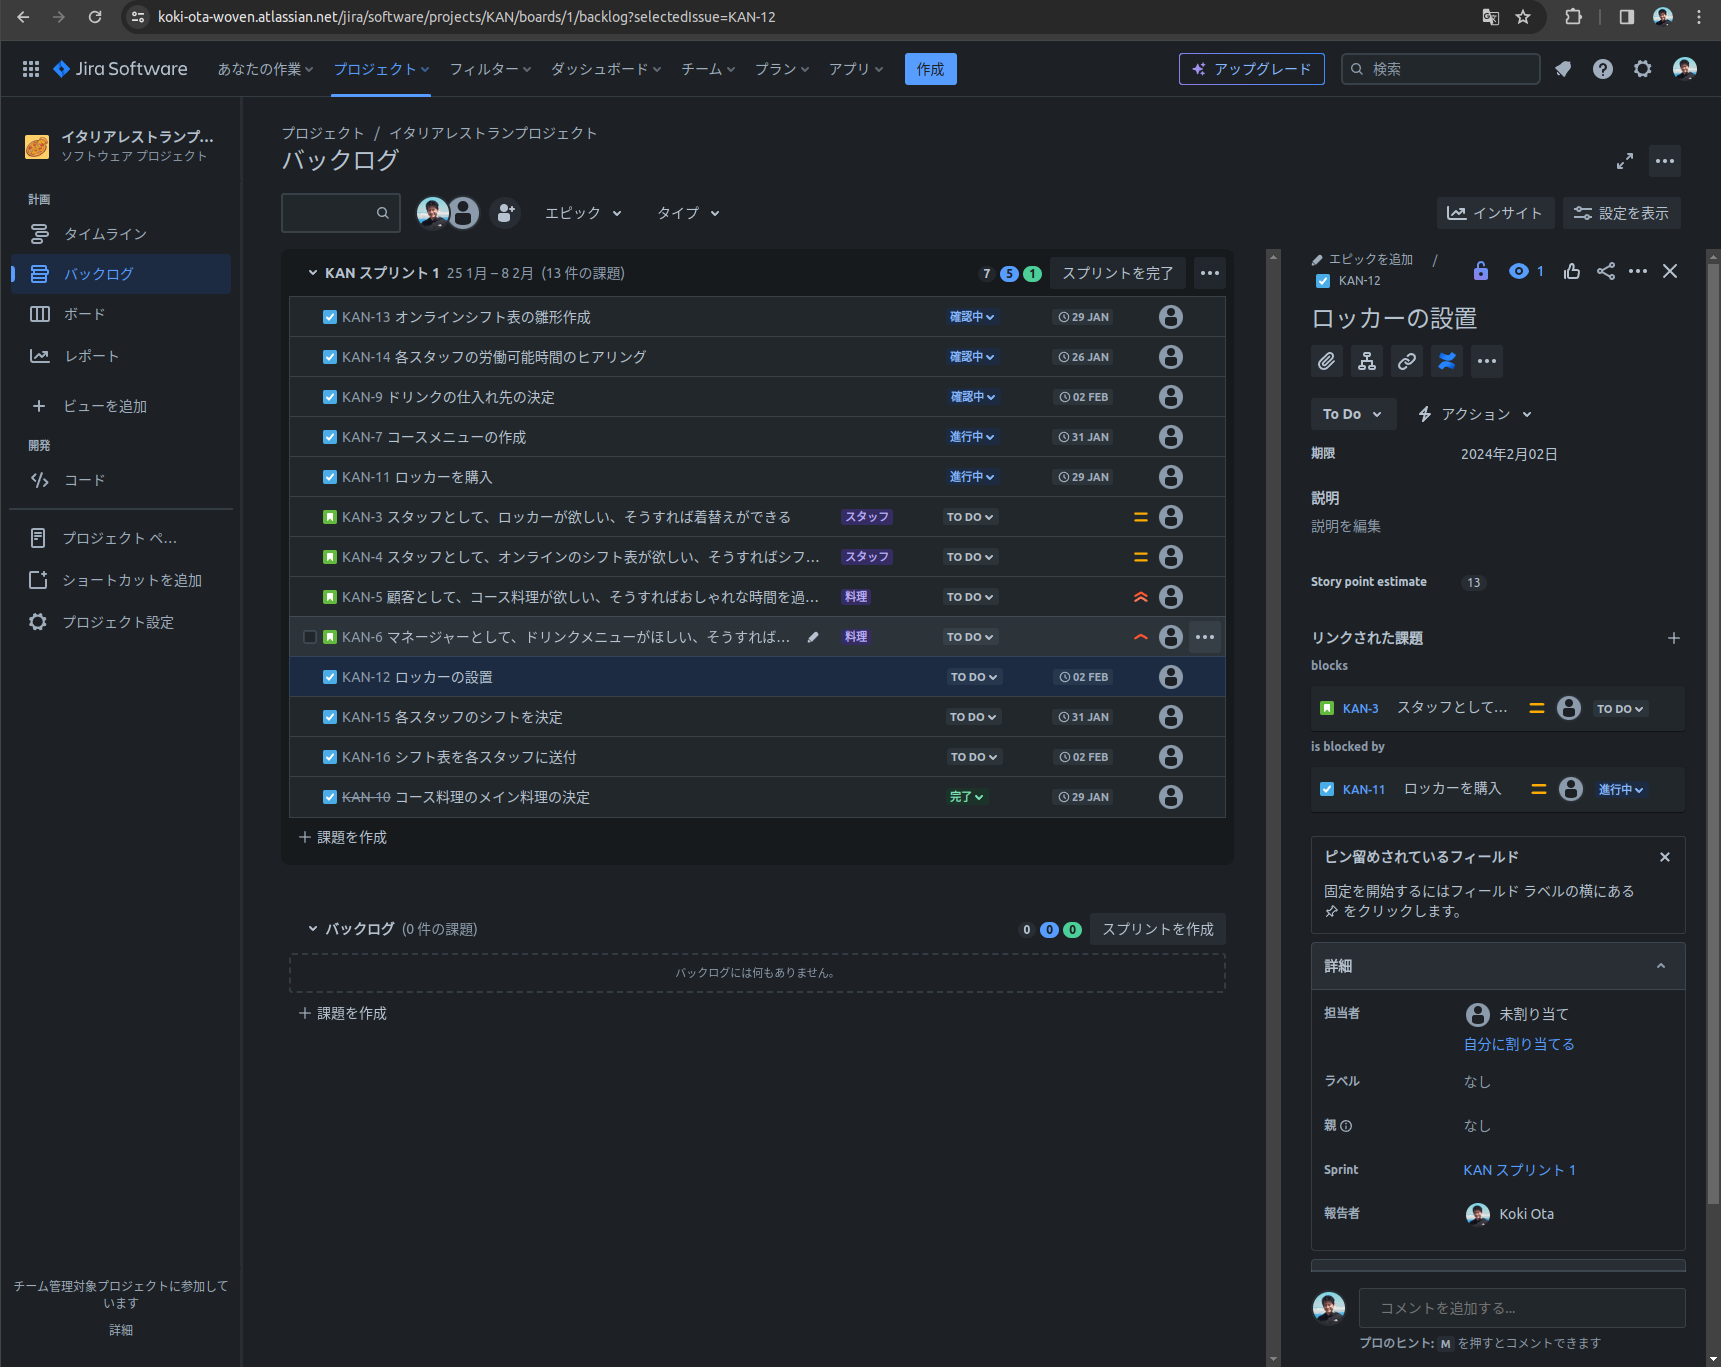 koki-ota-woven.atlassian.net/jira/software/projects/KAN/boards/1/backlog?selectedIssue=KAN-12
Jira Software
あなたの作業
プロジェクト
フィルター
ダッシュボード
チーム
プラン
アプリ
作成
アップグレード
検索
イタリアレストランプ...
ソフトウェア プロジェクト
計画
タイムライン
バックログ
ボード
レポート
ビューを追加
開発
コード
プロジェクト ペ...
ショートカットを追加
プロジェクト設定
チーム管理対象プロジェクトに参加して
います
詳細
プロジェクト / イタリアレストランプロジェクト
バックログ
エピック
タイプ
インサイト
設定を表示
KAN スプリント 1 25 1月 – 8 2月 (13 件の課題)
7 5 1 スプリントを完了
KAN-13 オンラインシフト表の雛形作成 確認中 29 JAN
KAN-14 各スタッフの労働可能時間のヒアリング 確認中 26 JAN
KAN-9 ドリンクの仕入れ先の決定 確認中 02 FEB
KAN-7 コースメニューの作成 進行中 31 JAN
KAN-11 ロッカーを購入 進行中 29 JAN
KAN-3 スタッフとして、ロッカーが欲しい、そうすれば着替えができる スタッフ TO DO
KAN-4 スタッフとして、オンラインのシフト表が欲しい、そうすればシフ... スタッフ TO DO
KAN-5 顧客として、コース料理が欲しい、そうすればおしゃれな時間を過... 料理 TO DO
KAN-6 マネージャーとして、ドリンクメニューがほしい、そうすれば... 料理 TO DO
KAN-12 ロッカーの設置 TO DO 02 FEB
KAN-15 各スタッフのシフトを決定 TO DO 31 JAN
KAN-16 シフト表を各スタッフに送付 TO DO 02 FEB
KAN-10 コース料理のメイン料理の決定 完了 29 JAN
課題を作成
バックログ (0 件の課題)
0 0 0 スプリントを作成
バックログには何もありません。
課題を作成
エピックを追加 /
KAN-12
1
ロッカーの設置
To Do
アクション
期限 2024年2月02日
説明
説明を編集
Story point estimate 13
リンクされた課題
blocks
KAN-3 スタッフとして... TO DO
is blocked by
KAN-11 ロッカーを購入 進行中
ピン留めされているフィールド
固定を開始するにはフィールド ラベルの横にある
をクリックします。
詳細
担当者 未割り当て
自分に割り当てる
ラベル なし
親 なし
Sprint KAN スプリント 1
報告者 Koki Ota
コメントを追加する...
プロのヒント: M を押すとコメントできます